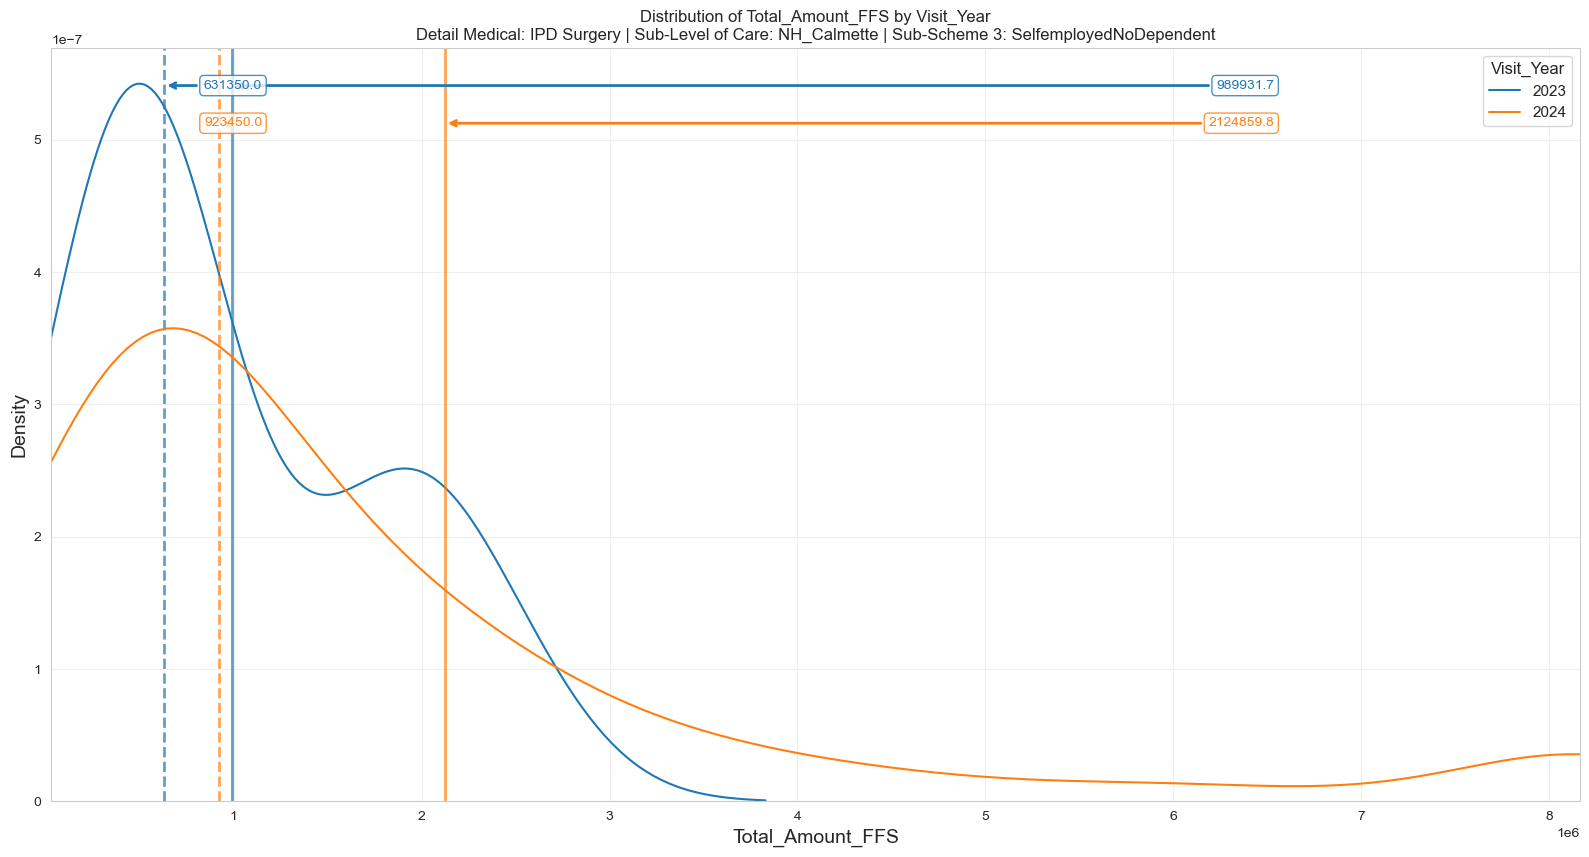 Distribution of Total_Amount_FFS by Visit_Year
Detail Medical: IPD Surgery | Sub-Level of Care: NH_Calmette | Sub-Scheme 3: SelfemployedNoDependent
1e−7
Visit_Year
2023
2024
631350.0
989931.7
923450.0
2124859.8
5
4
3
2
1
0
Density
1
2
3
4
5
6
7
8
1e6
Total_Amount_FFS